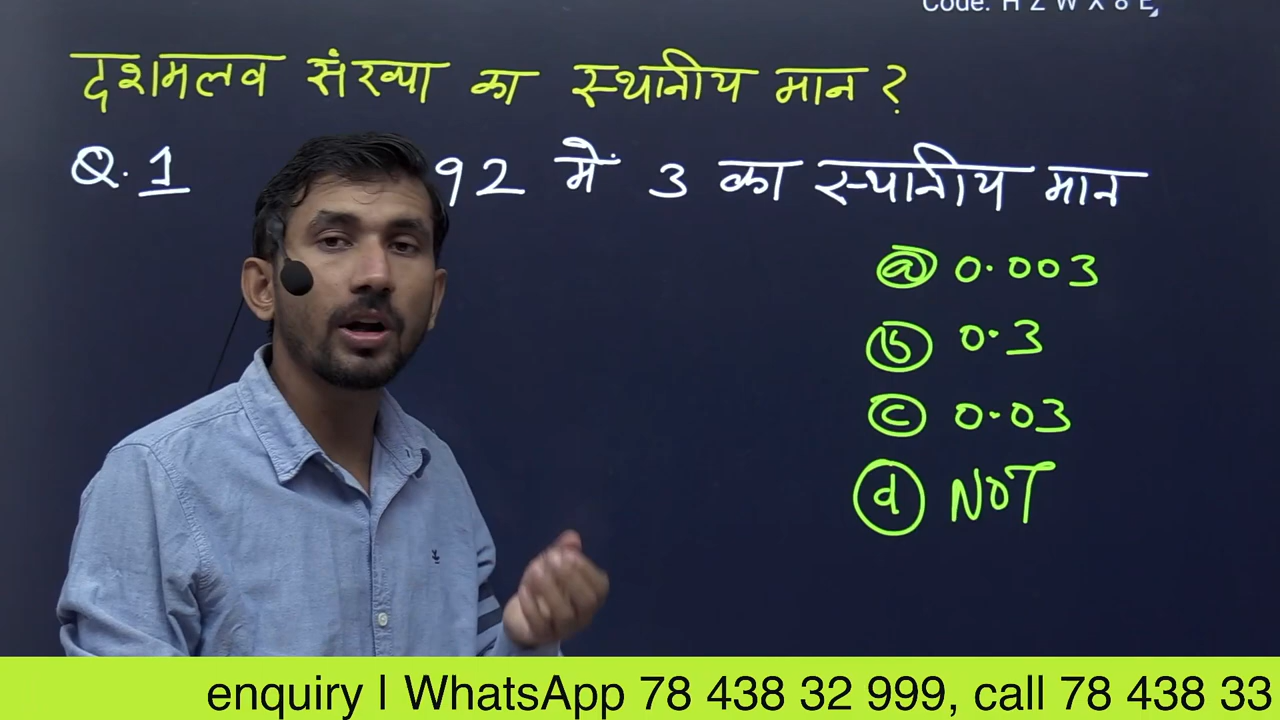 Code: H Z W X 8 E
दशमलव संख्या का स्थानीय मान ?
Q. 1 92 में 3 का स्थानीय मान
a 0.003
b 0.3
c 0.03
d NOT
enquiry I WhatsApp 78 438 32 999, call 78 438 33